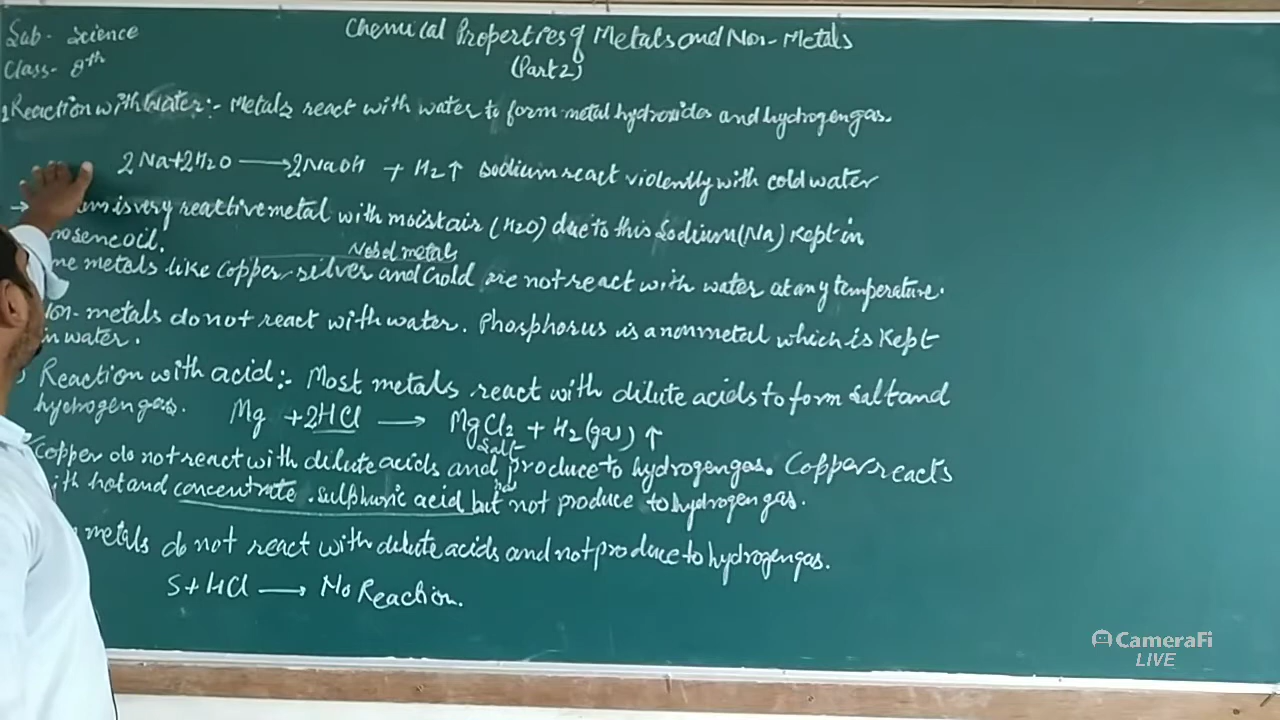 Sub- Science
Class- 8th
Chemical Properties of Metals and Non-Metals
(Part 2)
Reaction with Water:- Metals react with water to form metal hydroxides and hydrogen gas.
2Na+2H2O ⟶ 2NaOH + H2↑ sodium react violently with cold water
→ is very reactive metal with moist air (H2O) due to this Sodium (Na) Kept in
oil.
Nobel metals
metals like Copper, silver and Gold are not react with water at any temperature.
Non-metals do not react with water. Phosphorus is a nonmetal which is Kept
in water.
Reaction with acid:- Most metals react with dilute acids to form salt and
hydrogen gas. Mg + 2HCl ⟶ MgCl2 + H2 (gas) ↑
Salt
Copper do not react with dilute acids and produce to hydrogen gas. Copper reacts
not
hot and concentrate sulphuric acid but not produce to hydrogen gas.
metals do not react with dilute acids and not produce to hydrogen gas.
S+HCl ⟶ No Reaction.
CameraFi
LIVE